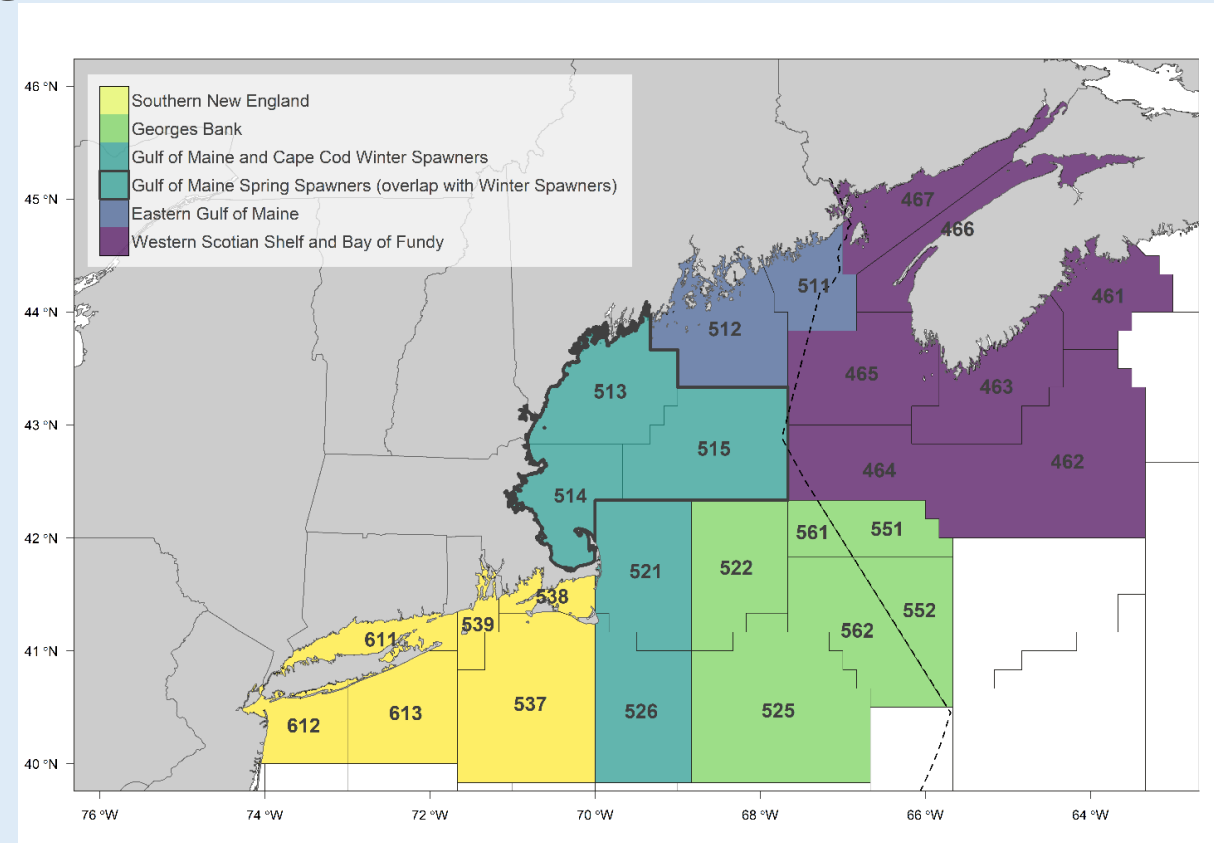 46 °N
Southern New England
Georges Bank
Gulf of Maine and Cape Cod Winter Spawners
Gulf of Maine Spring Spawners (overlap with Winter Spawners)
Eastern Gulf of Maine
Western Scotian Shelf and Bay of Fundy
45 °N
467
466
511
461
44 °N
512
465
463
513
43 °N
515
464
462
514
42 °N
561
551
521
522
538
552
539
562
611
41 °N
537
526
525
613
612
40 °N
76 °W
74 °W
72 °W
70 °W
68 °W
66 °W
64 °W